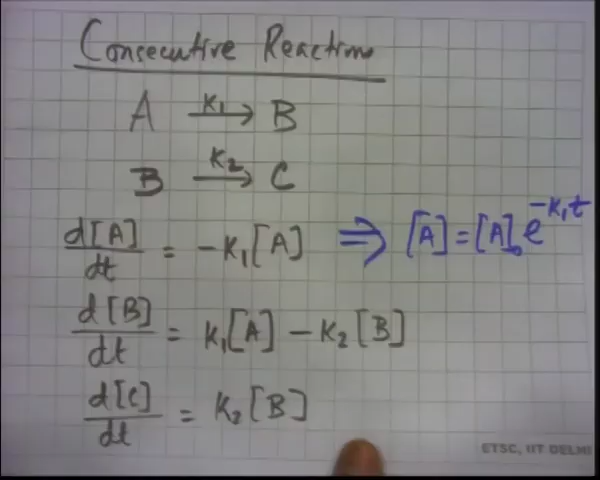 Consecutive Reactions
A —K₁→ B
B —K₂→ C
d[A]/dt = -K₁[A] ⇒ [A] = [A]₀ e^{-K₁t}
d[B]/dt = K₁[A] - K₂[B]
d[C]/dt = K₂[B]
ETSC, IIT DELHI